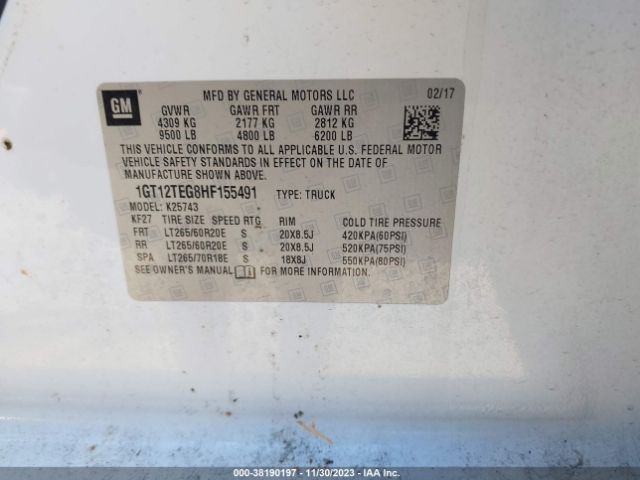 GM
MFD BY GENERAL MOTORS LLC 02/17
GVWR GAWR FRT GAWR RR
4309 KG 2177 KG 2812 KG
9500 LB 4800 LB 6200 LB
THIS VEHICLE CONFORMS TO ALL APPLICABLE U.S. FEDERAL MOTOR
VEHICLE SAFETY STANDARDS IN EFFECT ON THE DATE OF
MANUFACTURE SHOWN ABOVE.
1GT12TEG8HF155491 TYPE: TRUCK
MODEL: K25743
KF27 TIRE SIZE SPEED RTG RIM COLD TIRE PRESSURE
FRT LT265/60R20E S 20X8.5J 420KPA(60PSI)
RR LT265/60R20E S 20X8.5J 520KPA(75PSI)
SPA LT265/70R18E S 18X8J 550KPA(80PSI)
SEE OWNER'S MANUAL FOR MORE INFORMATION.
000-38190197 - 11/30/2023 - IAA Inc.